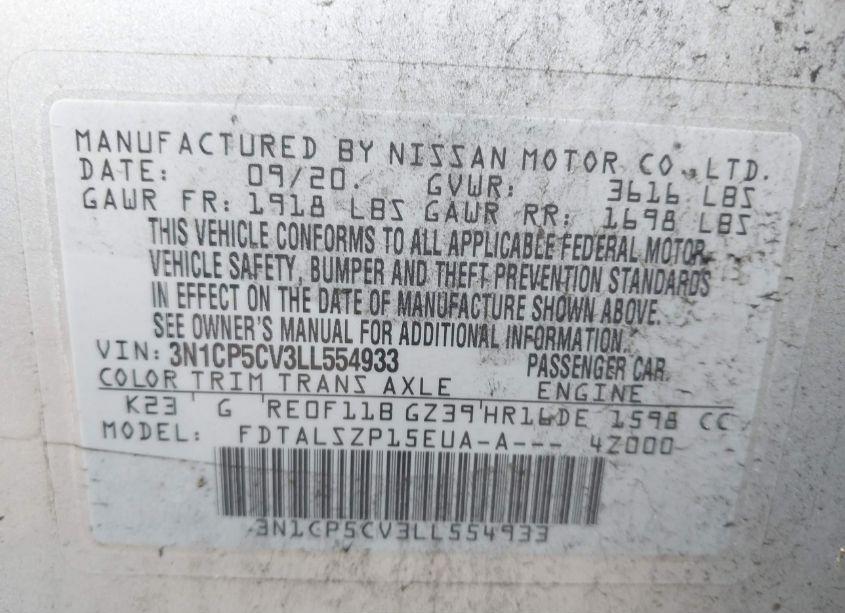 MANUFACTURED BY NISSAN MOTOR CO., LTD.
DATE: 09/20. GVWR: 3616 LBS
GAWR FR: 1918 LBS GAWR RR: 1698 LBS
THIS VEHICLE CONFORMS TO ALL APPLICABLE FEDERAL MOTOR
VEHICLE SAFETY, BUMPER AND THEFT PREVENTION STANDARDS
IN EFFECT ON THE DATE OF MANUFACTURE SHOWN ABOVE.
SEE OWNER'S MANUAL FOR ADDITIONAL INFORMATION.
VIN: 3N1CP5CV3LL554933 PASSENGER CAR
COLOR TRIM TRANS AXLE ENGINE
K23 G RE0F11B GZ39 HR16DE 1598 CC
MODEL: FDTALSZP15EUA-A--- 4Z000-
3N1CP5CV3LL554933